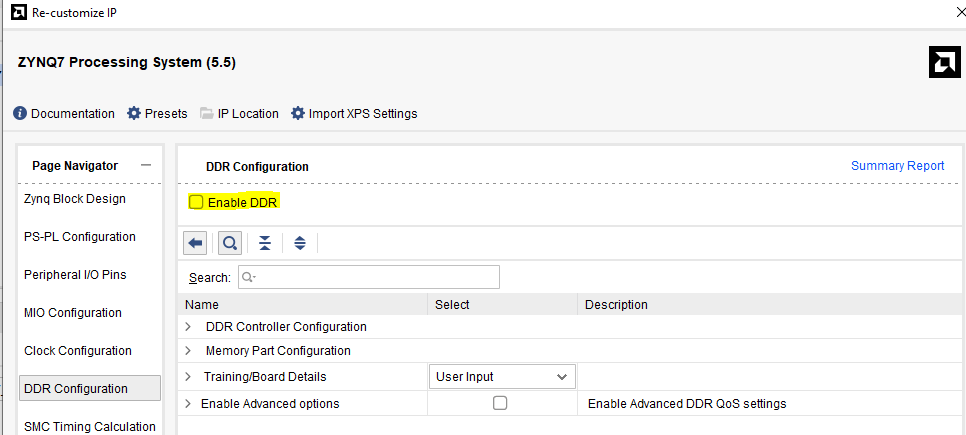 Re-customize IP
ZYNQ7 Processing System (5.5)
Documentation Presets IP Location Import XPS Settings
Page Navigator
Zynq Block Design
PS-PL Configuration
Peripheral I/O Pins
MIO Configuration
Clock Configuration
DDR Configuration
SMC Timing Calculation
DDR Configuration Summary Report
Enable DDR
Search:
Name Select Description
DDR Controller Configuration
Memory Part Configuration
Training/Board Details User Input
Enable Advanced options Enable Advanced DDR QoS settings